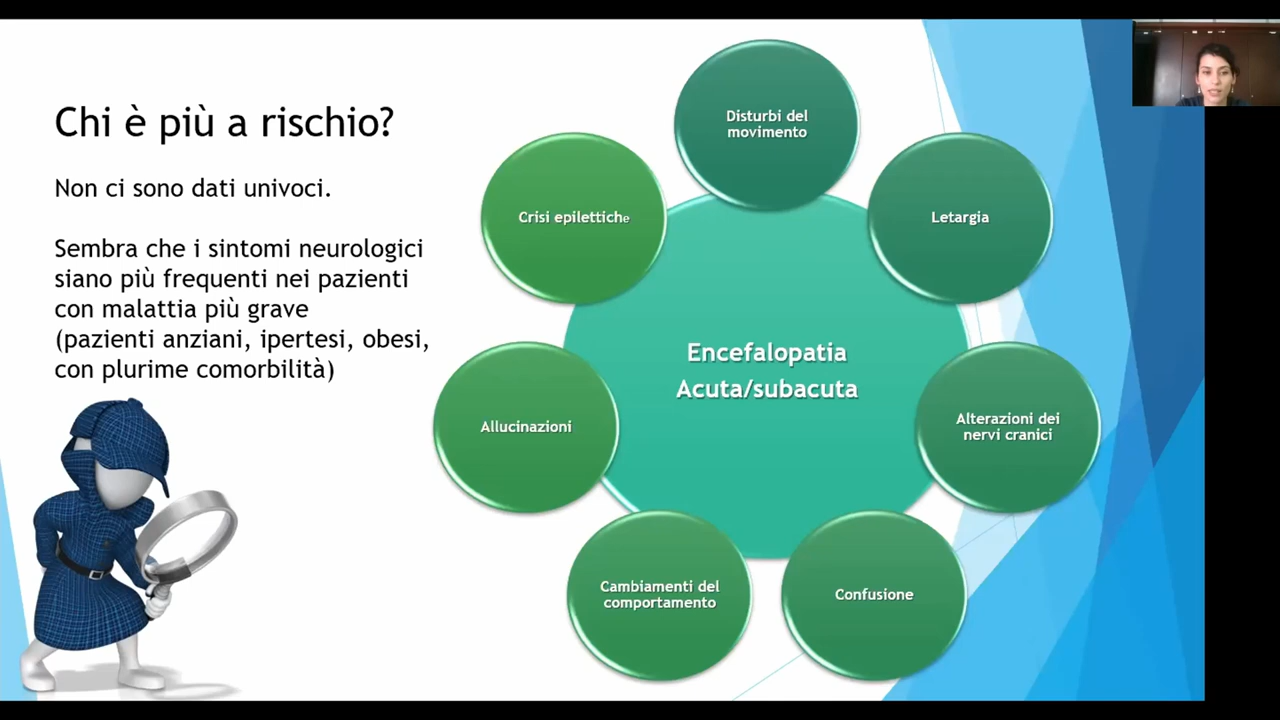 Chi è più a rischio?
Non ci sono dati univoci.
Sembra che i sintomi neurologici
siano più frequenti nei pazienti
con malattia più grave
(pazienti anziani, ipertesi, obesi,
con plurime comorbilità)
Disturbi del
movimento
Letargia
Alterazioni dei
nervi cranici
Confusione
Cambiamenti del
comportamento
Allucinazioni
Crisi epilettiche
Encefalopatia
Acuta/subacuta